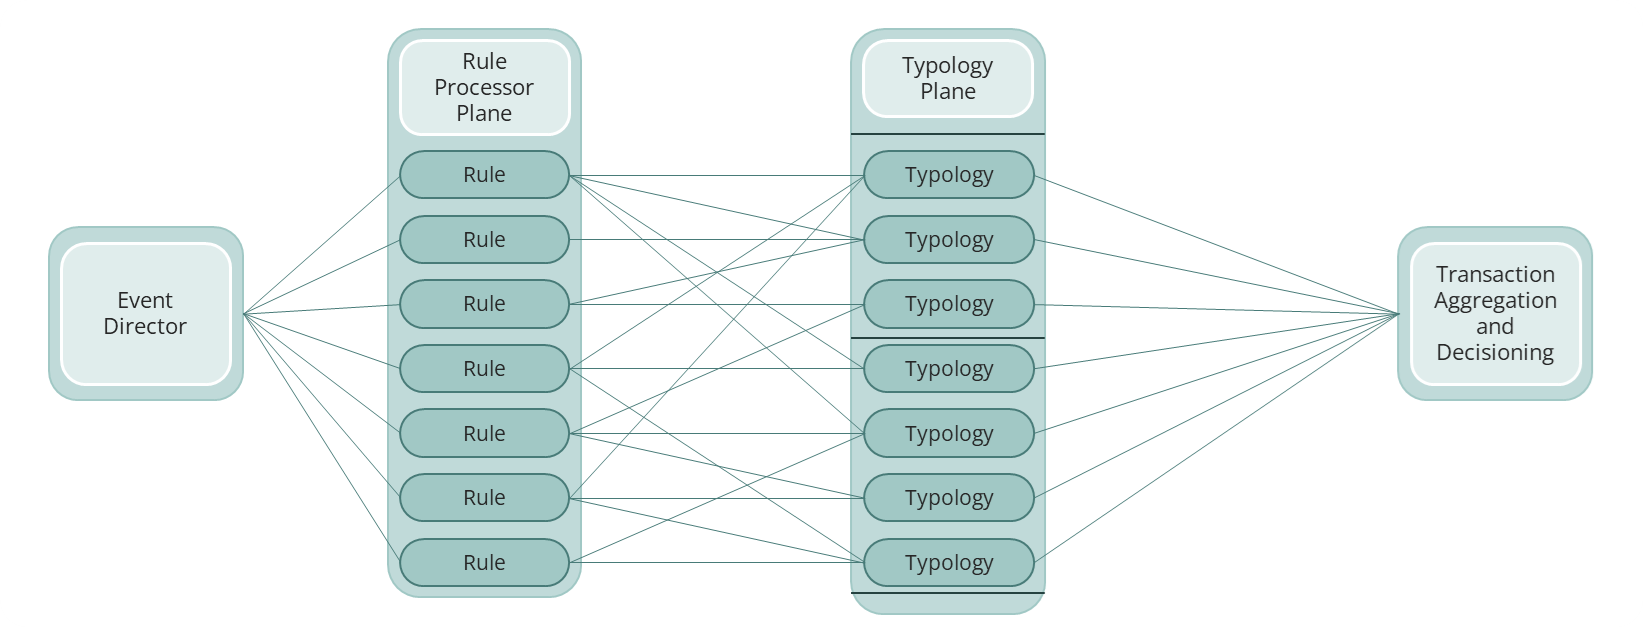 Event
Director
Rule
Processor
Plane
Rule
Rule
Rule
Rule
Rule
Rule
Rule
Typology
Plane
Typology
Typology
Typology
Typology
Typology
Typology
Typology
Transaction
Aggregation
and
Decisioning